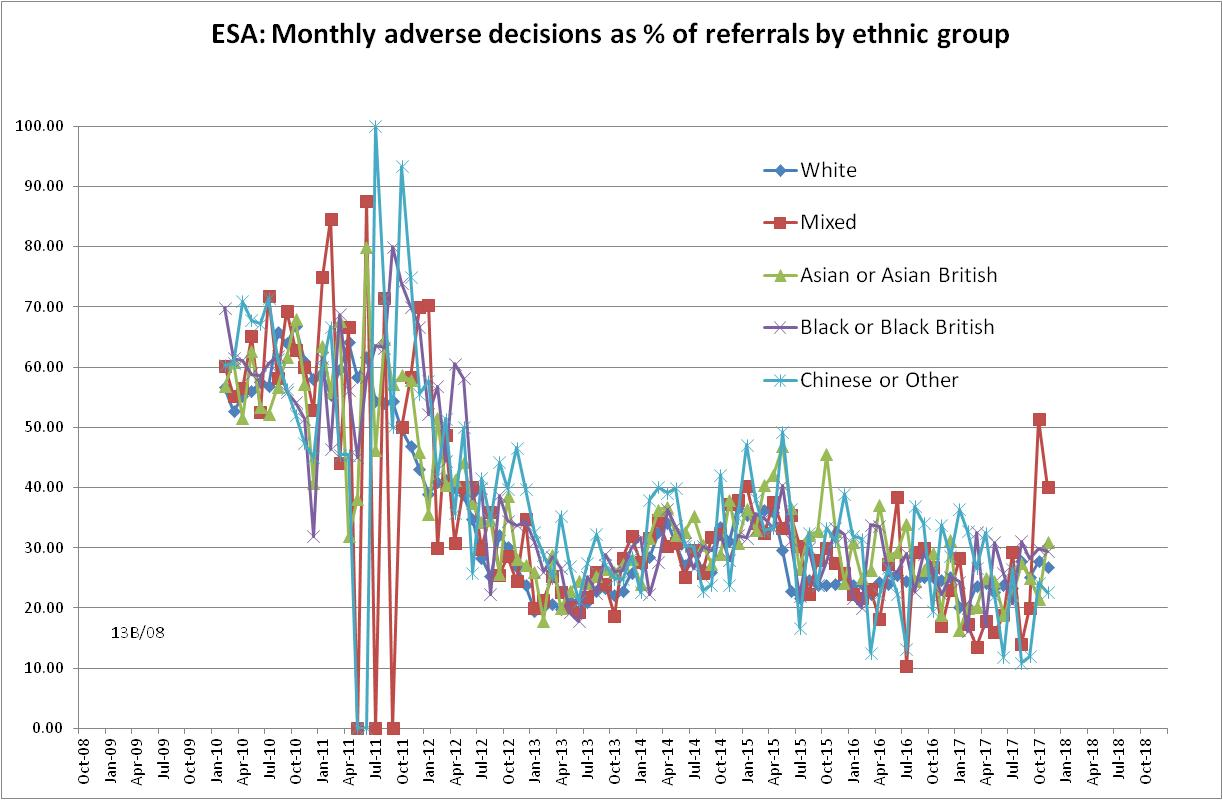 ESA: Monthly adverse decisions as % of referrals by ethnic group
100.00
90.00
80.00
70.00
60.00
50.00
40.00
30.00
20.00
10.00
0.00
White
Mixed
Asian or Asian British
Black or Black British
Chinese or Other
13B/08
Oct-08
Jan-09
Apr-09
Jul-09
Oct-09
Jan-10
Apr-10
Jul-10
Oct-10
Jan-11
Apr-11
Jul-11
Oct-11
Jan-12
Apr-12
Jul-12
Oct-12
Jan-13
Apr-13
Jul-13
Oct-13
Jan-14
Apr-14
Jul-14
Oct-14
Jan-15
Apr-15
Jul-15
Oct-15
Jan-16
Apr-16
Jul-16
Oct-16
Jan-17
Apr-17
Jul-17
Oct-17
Jan-18
Apr-18
Jul-18
Oct-18